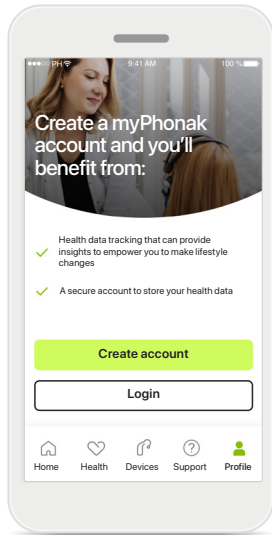 ●●●○○ PH 9:41 AM 100 %
Create a myPhonak
account and you'll
benefit from:
Health data tracking that can provide
insights to empower you to make lifestyle
changes
A secure account to store your health data
Create account
Login
Home Health Devices Support Profile